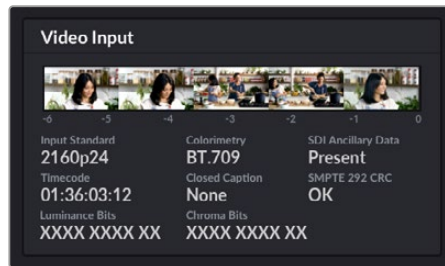 Video Input
-6 -5 -4 -3 -2 -1 0
Input Standard Colorimetry SDI Ancillary Data
2160p24 BT.709 Present
Timecode Closed Caption SMPTE 292 CRC
01:36:03:12 None OK
Luminance Bits Chroma Bits
XXXX XXXX XX XXXX XXXX XX